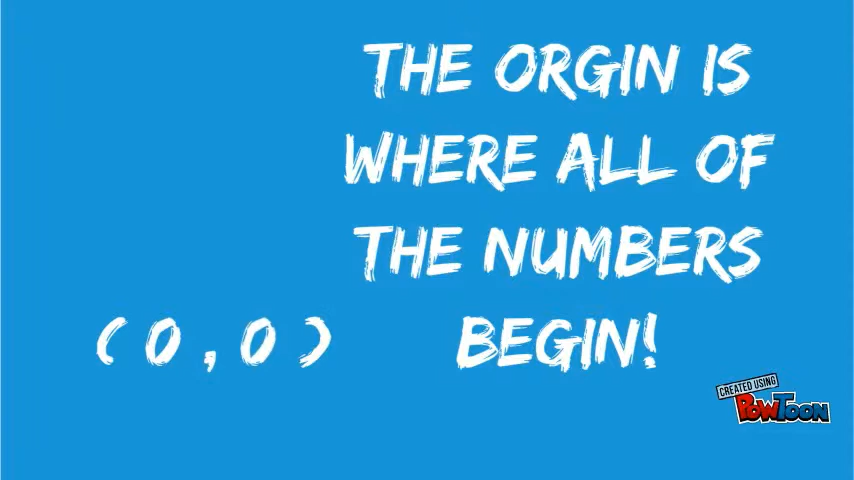 THE ORGIN IS
WHERE ALL OF
THE NUMBERS
BEGIN!
( 0 , 0 )
CREATED USING
POWTOON